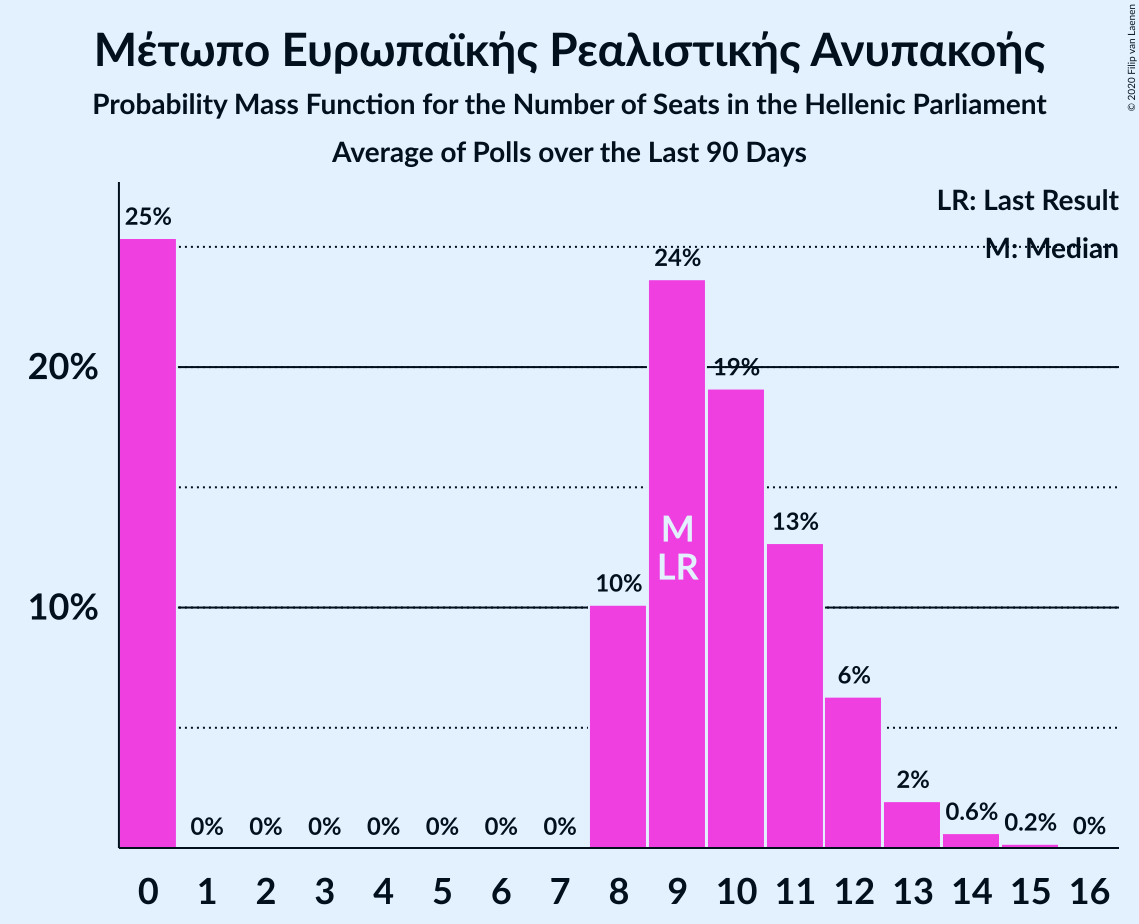 Μέτωπο Ευρωπαϊκής Ρεαλιστικής Ανυπακοής
Probability Mass Function for the Number of Seats in the Hellenic Parliament
Average of Polls over the Last 90 Days
© 2020 Filip van Laenen
LR: Last Result
M: Median
20%
10%
25%
0%
0%
0%
0%
0%
0%
0%
10%
24%
19%
13%
6%
2%
0.6%
0.2%
0%
M
LR
0 1 2 3 4 5 6 7 8 9 10 11 12 13 14 15 16